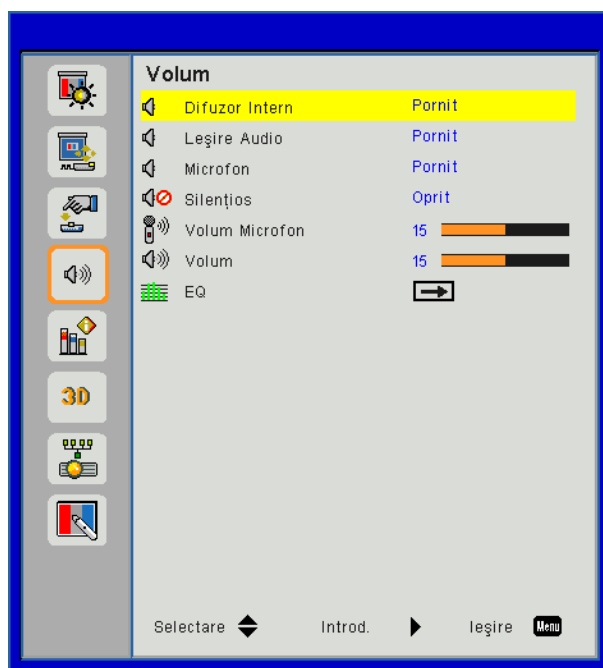 Volum
Difuzor Intern Pornit
Leşire Audio Pornit
Microfon Pornit
Silenţios Oprit
Volum Microfon 15
Volum 15
EQ
3D
Selectare Introd. Ieşire Menu